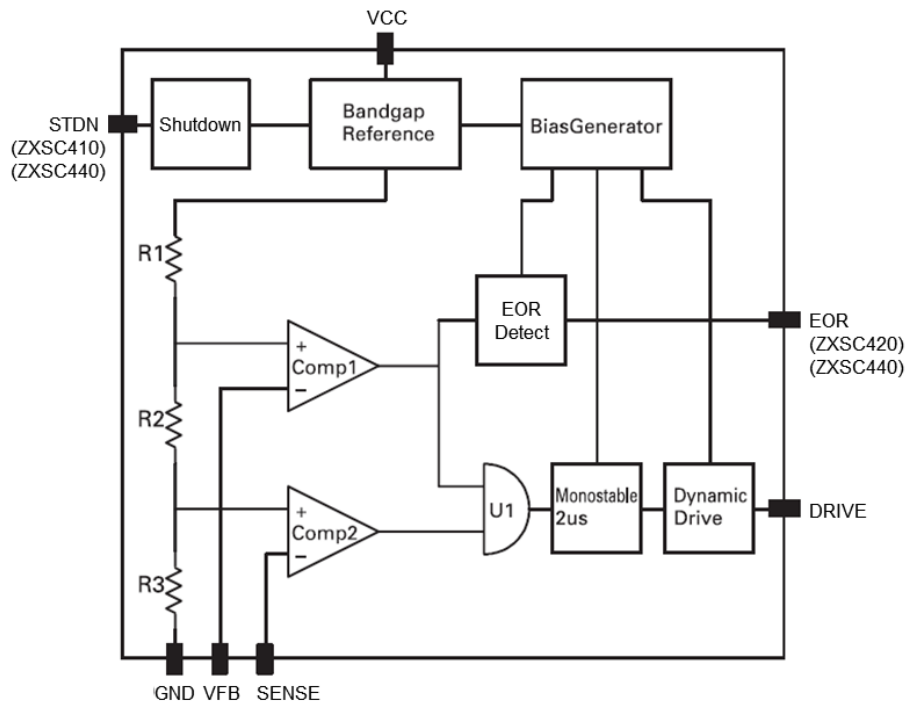 VCC
STDN
(ZXSC410)
(ZXSC440)
Shutdown
Bandgap
Reference
BiasGenerator
R1
EOR
Detect
EOR
(ZXSC420)
(ZXSC440)
+
Comp1
−
R2
+
Comp2
−
U1
Monostable
2us
Dynamic
Drive
DRIVE
R3
GND VFB SENSE